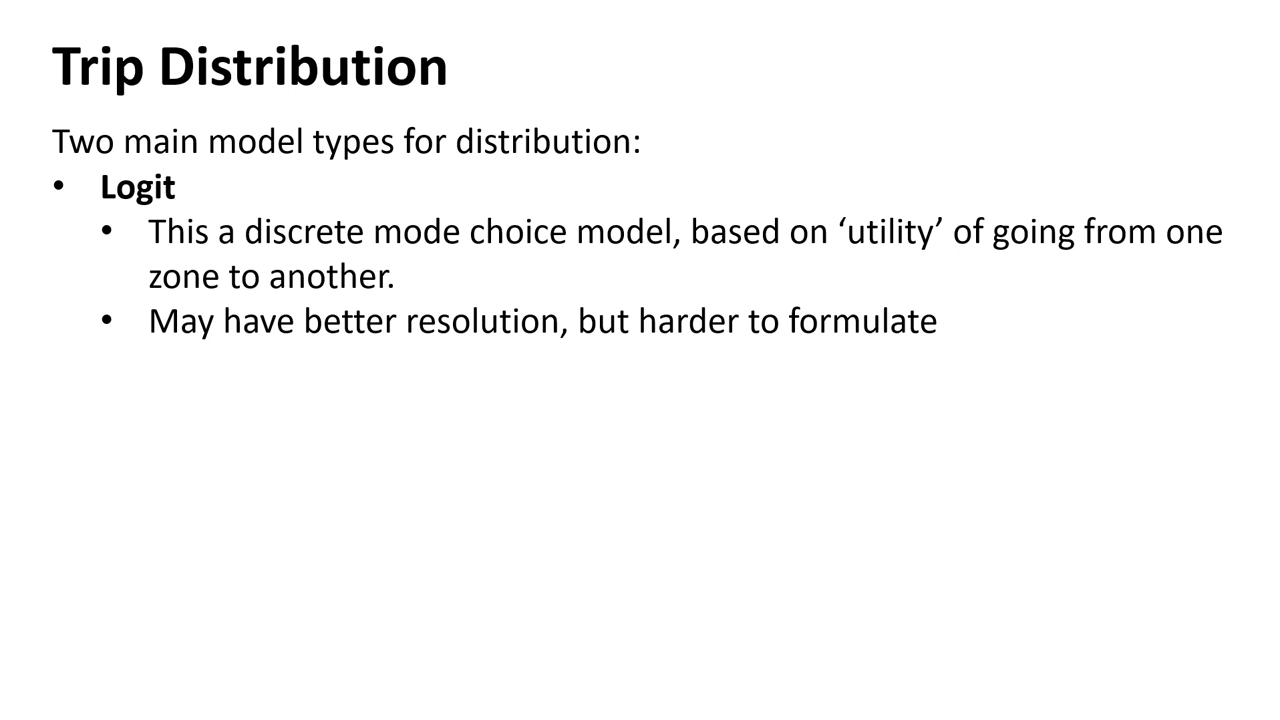 Trip Distribution
Two main model types for distribution:
• Logit
• This a discrete mode choice model, based on ‘utility’ of going from one
zone to another.
• May have better resolution, but harder to formulate